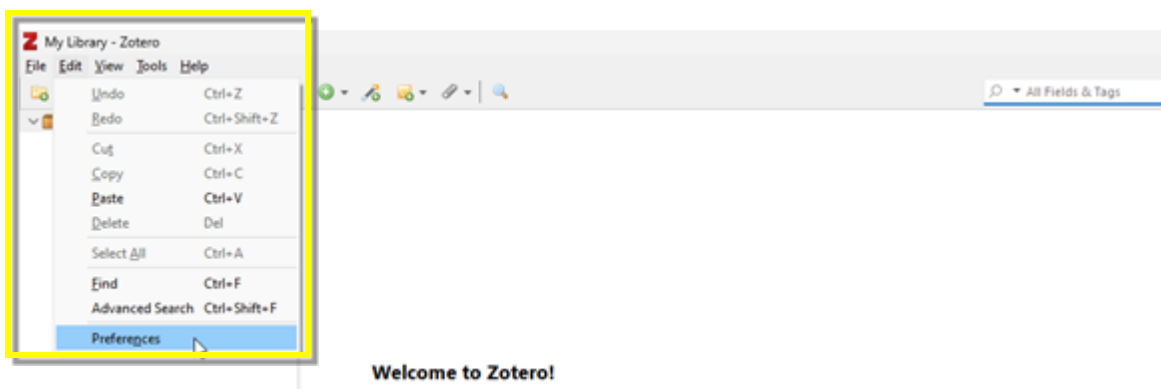 Z My Library - Zotero
File Edit View Tools Help
All Fields & Tags
Undo Ctrl+Z
Redo Ctrl+Shift+Z
Cut Ctrl+X
Copy Ctrl+C
Paste Ctrl+V
Delete Del
Select All Ctrl+A
Find Ctrl+F
Advanced Search Ctrl+Shift+F
Preferences
Welcome to Zotero!